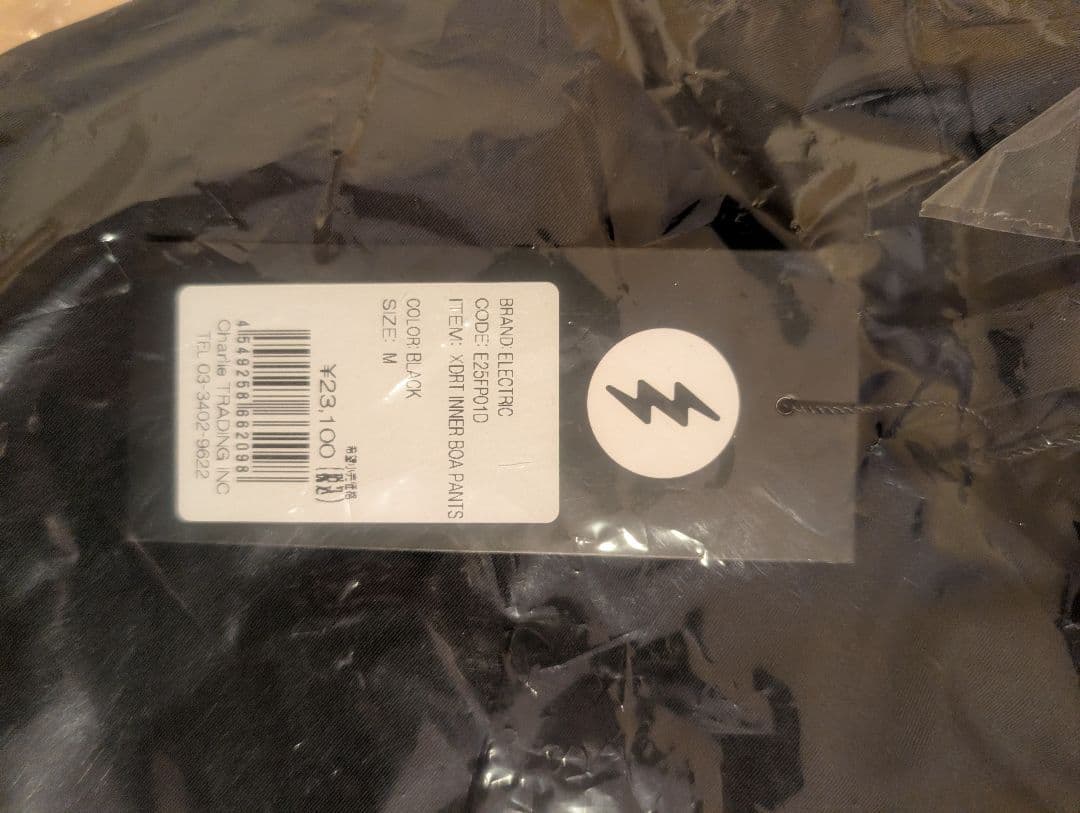 BRAND: ELECTRIC
CODE: E25FP01D
ITEM: XDRT INNER BOA PANTS
COLOR: BLACK
SIZE: M
希望小売価格
¥23,100 (税込)
45492581662098
Charlie TRADING INC
TEL 03-3402-9622